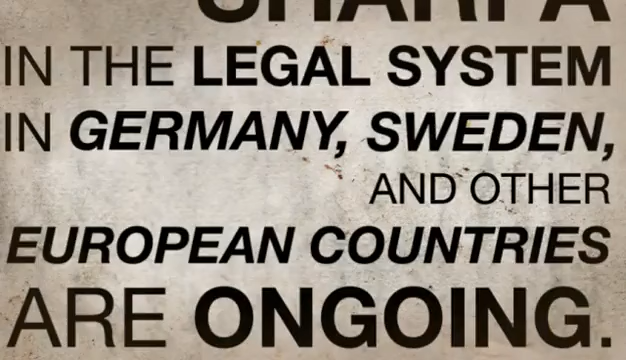 IN THE LEGAL SYSTEM
IN GERMANY, SWEDEN,
AND OTHER
EUROPEAN COUNTRIES
ARE ONGOING.